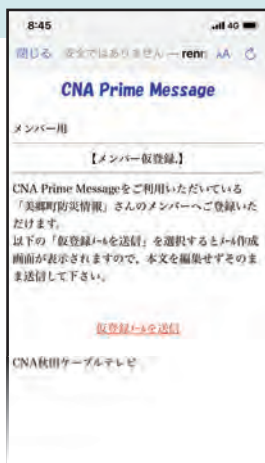 8:45
4G
閉じる 安全ではありません — renr AA
CNA Prime Message
メンバー用
【メンバー仮登録】
CNA Prime Messageをご利用いただいている
「美郷町防災情報」さんのメンバーへご登録いた
だけます。
以下の「仮登録ﾒｰﾙを送信」を選択するとﾒｰﾙ作成
画面が表示されますので、本文を編集せずそのま
ま送信して下さい。
仮登録ﾒｰﾙを送信
CNA秋田ケーブルテレビ